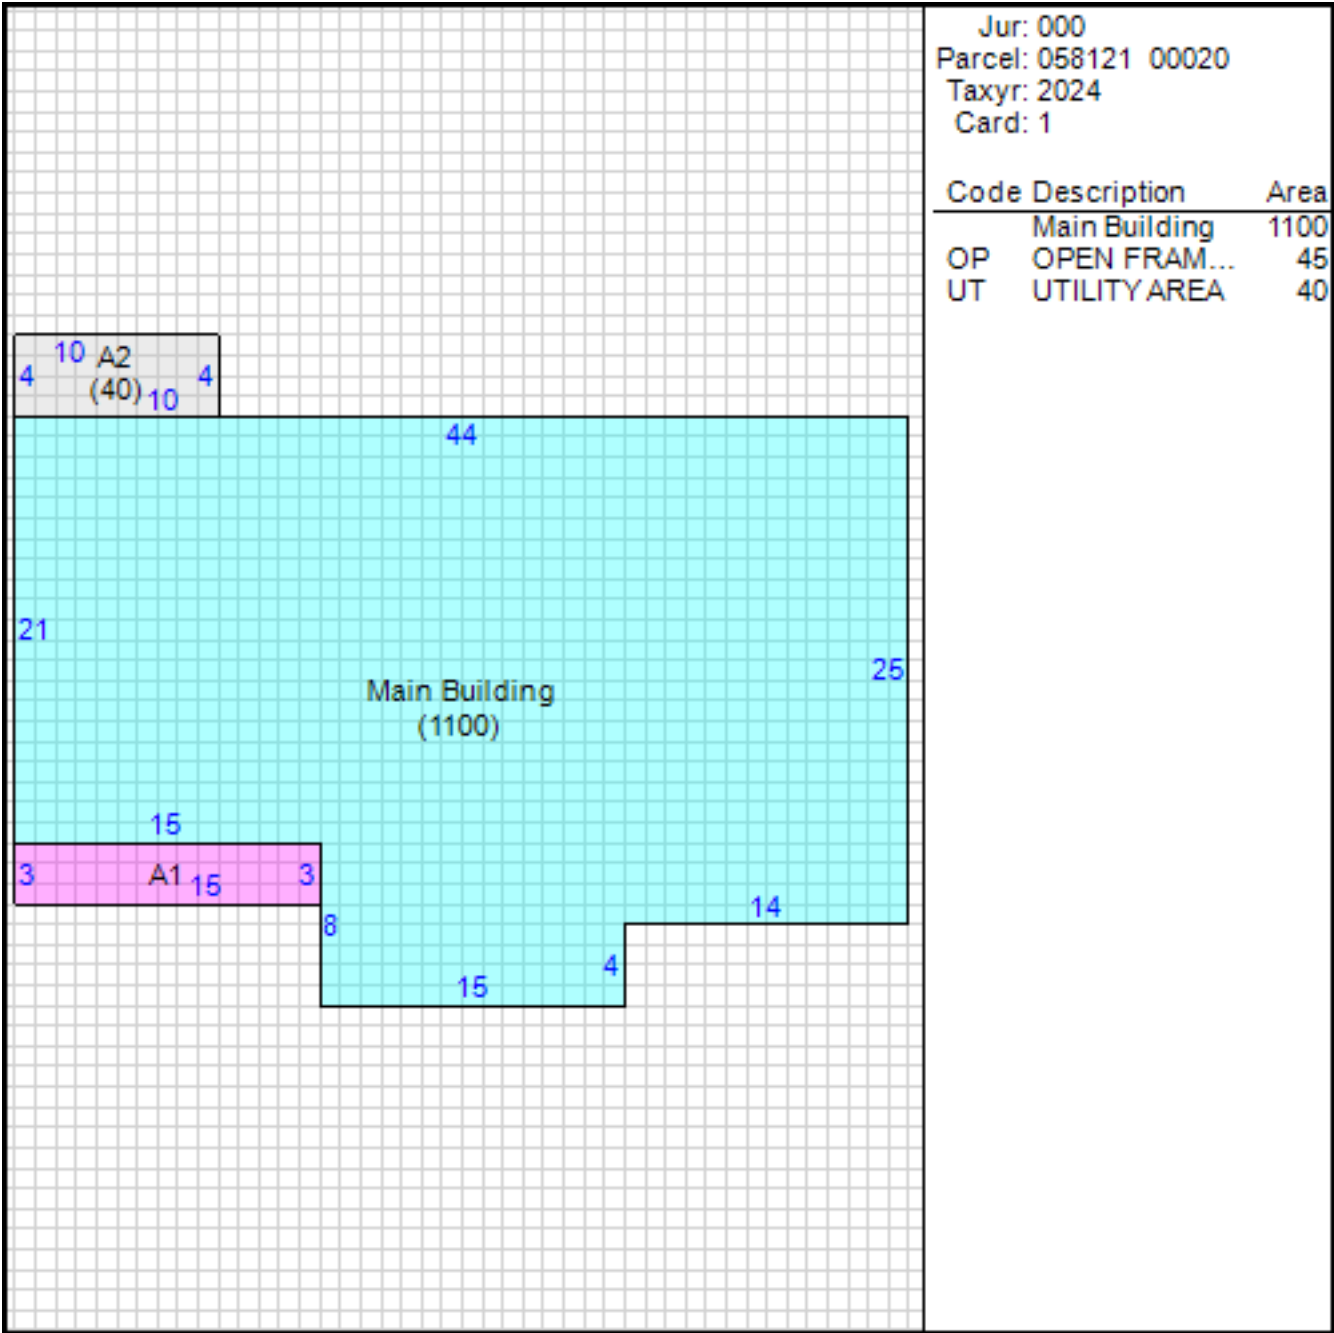 Jur: 000
Parcel: 058121 00020
Taxyr: 2024
Card: 1
Code Description Area
Main Building 1100
OP OPEN FRAM... 45
UT UTILITY AREA 40
10 A2
4 4
(40) 10
44
21
25
Main Building
(1100)
15
3 A1 15 3
8
14
4
15